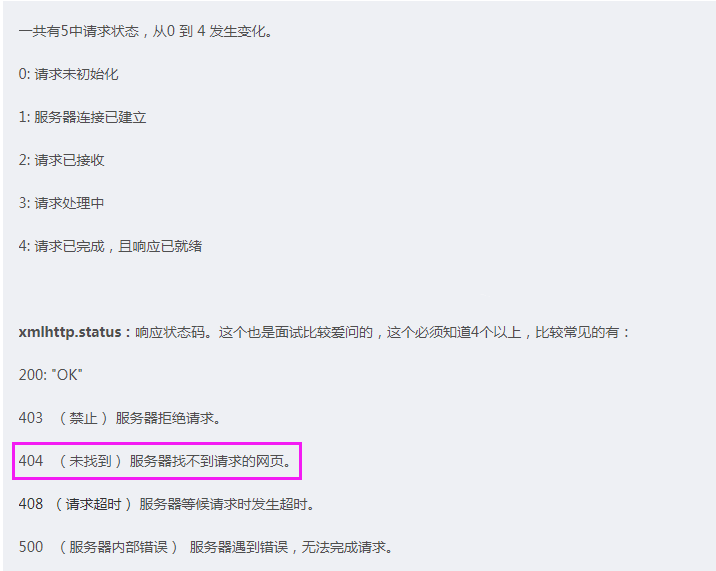 一共有5中请求状态，从0 到 4 发生变化。
0: 请求未初始化
1: 服务器连接已建立
2: 请求已接收
3: 请求处理中
4: 请求已完成，且响应已就绪
xmlhttp.status：响应状态码。这个也是面试比较爱问的，这个必须知道4个以上，比较常见的有：
200: "OK"
403 （禁止） 服务器拒绝请求。
404 （未找到） 服务器找不到请求的网页。
408 （请求超时） 服务器等候请求时发生超时。
500 （服务器内部错误） 服务器遇到错误，无法完成请求。